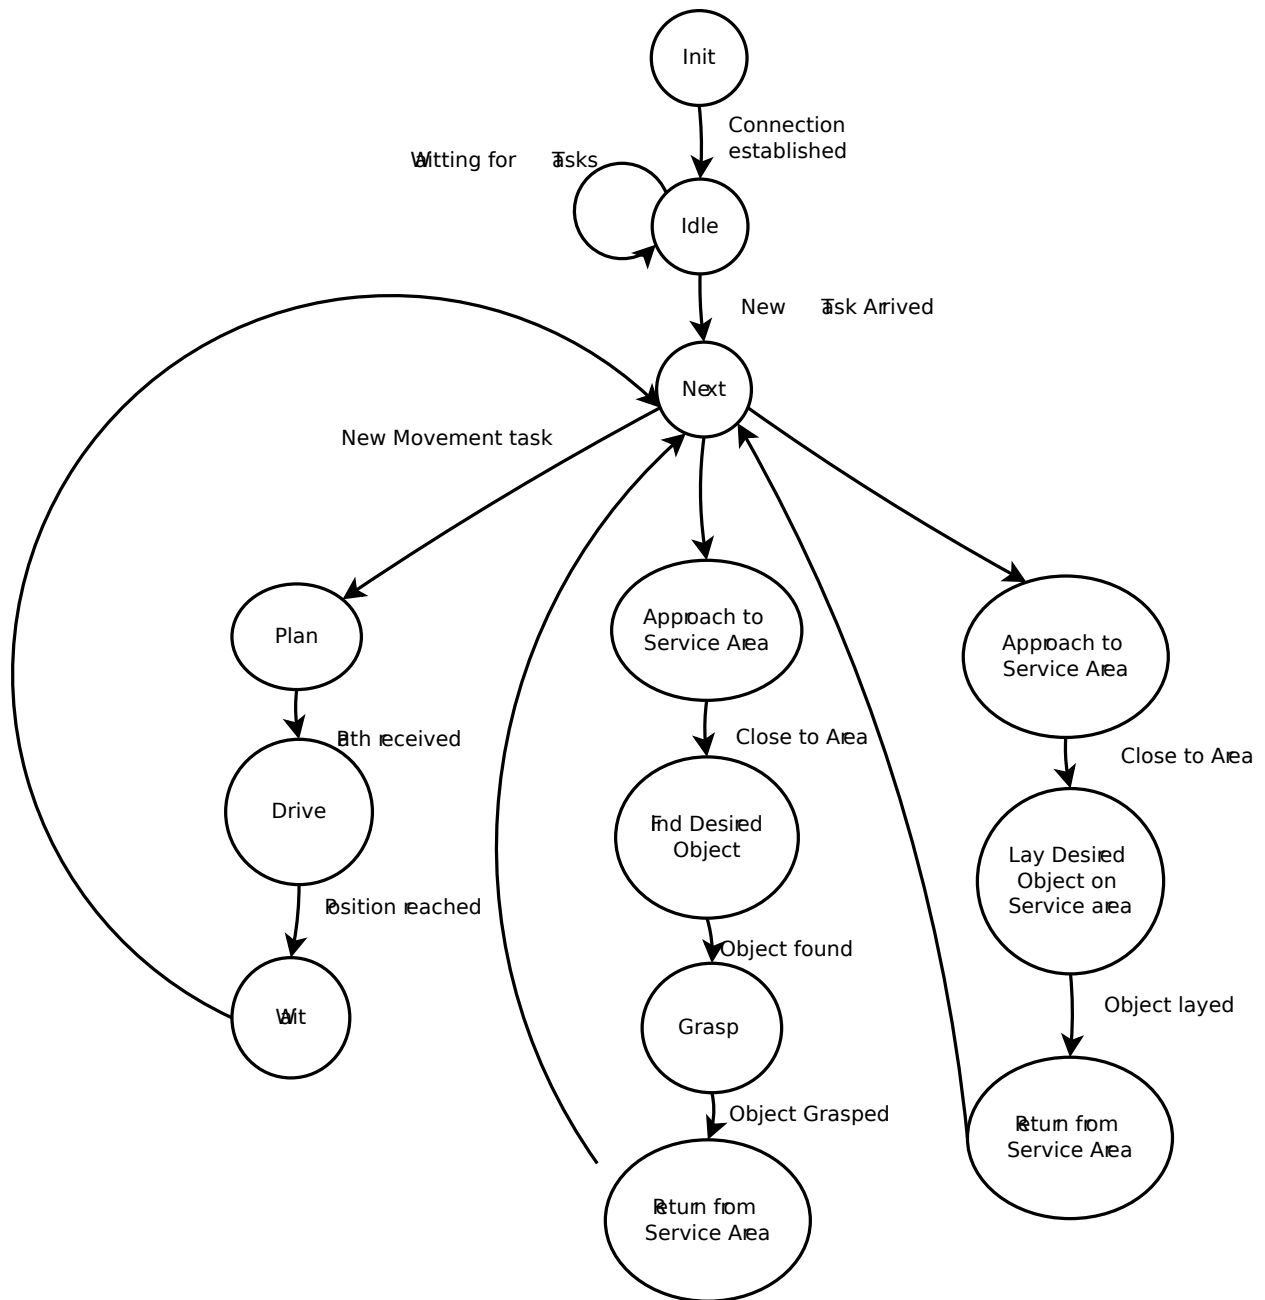 Init
Connection
established
Waitting for Tasks
Idle
New Task Arrived
Next
New Movement task
Approach to
Service Area
Plan
Approach to
Service Area
Path received
Close to Area
Close to Area
Drive
Find Desired
Object
Lay Desired
Object on
Service area
Position reached
Object found
Object layed
Wait
Grasp
Object Grasped
Return from
Service Area
Return from
Service Area